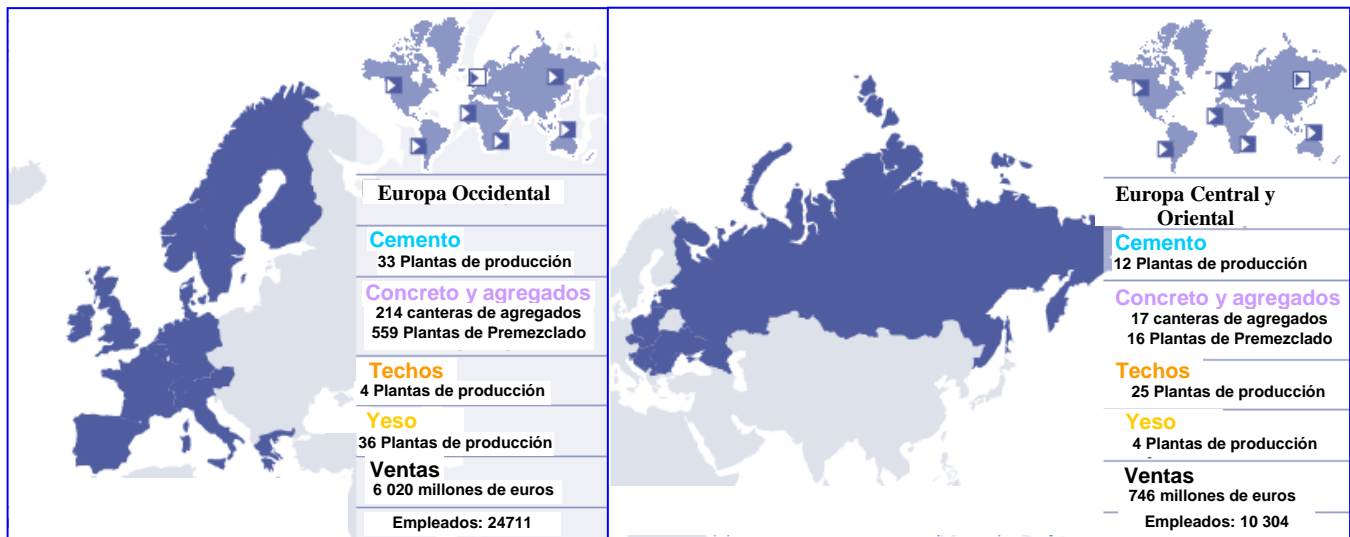 Europa Occidental
Cemento
33 Plantas de producción
Concreto y agregados
214 canteras de agregados
559 Plantas de Premezclado
Techos
4 Plantas de producción
Yeso
36 Plantas de producción
Ventas
6 020 millones de euros
Empleados: 24711
Europa Central y
Oriental
Cemento
12 Plantas de producción
Concreto y agregados
17 canteras de agregados
16 Plantas de Premezclado
Techos
25 Plantas de producción
Yeso
4 Plantas de producción
Ventas
746 millones de euros
Empleados: 10 304